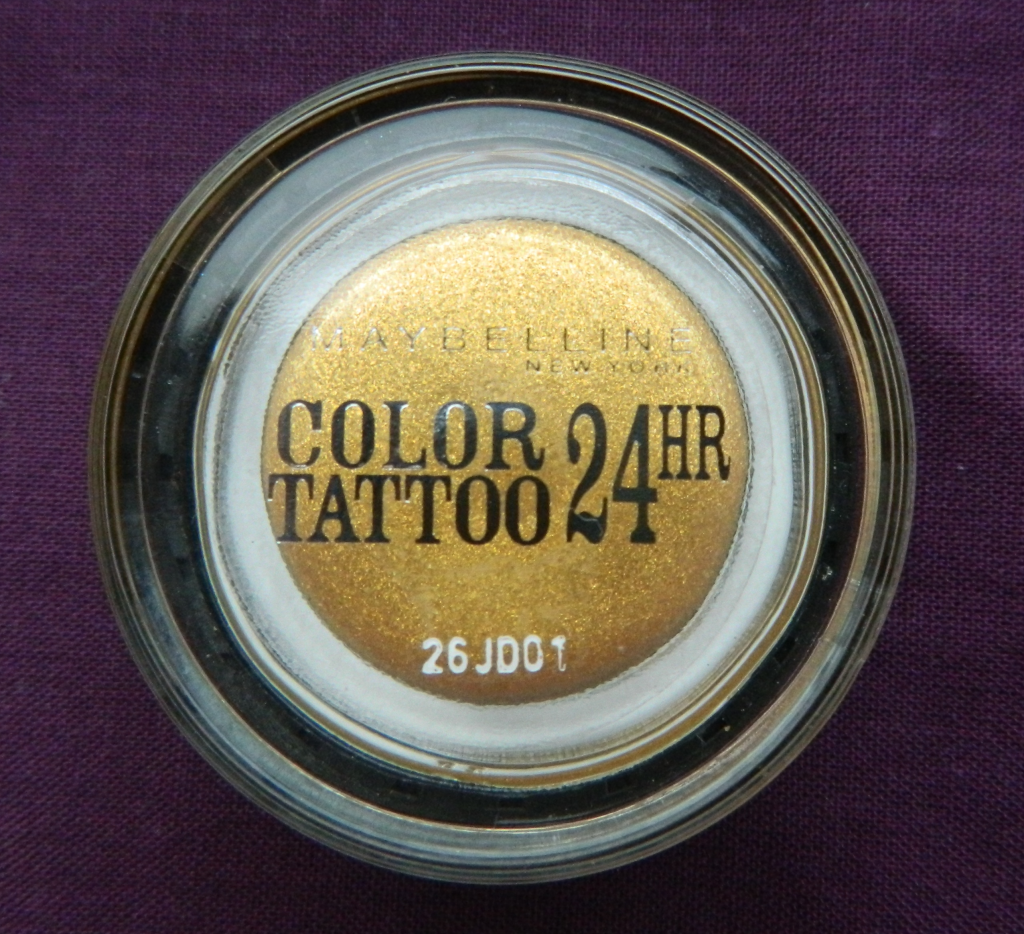 MAYBELLINE
NEW YORK
COLOR
TATTOO 24HR
26JD01